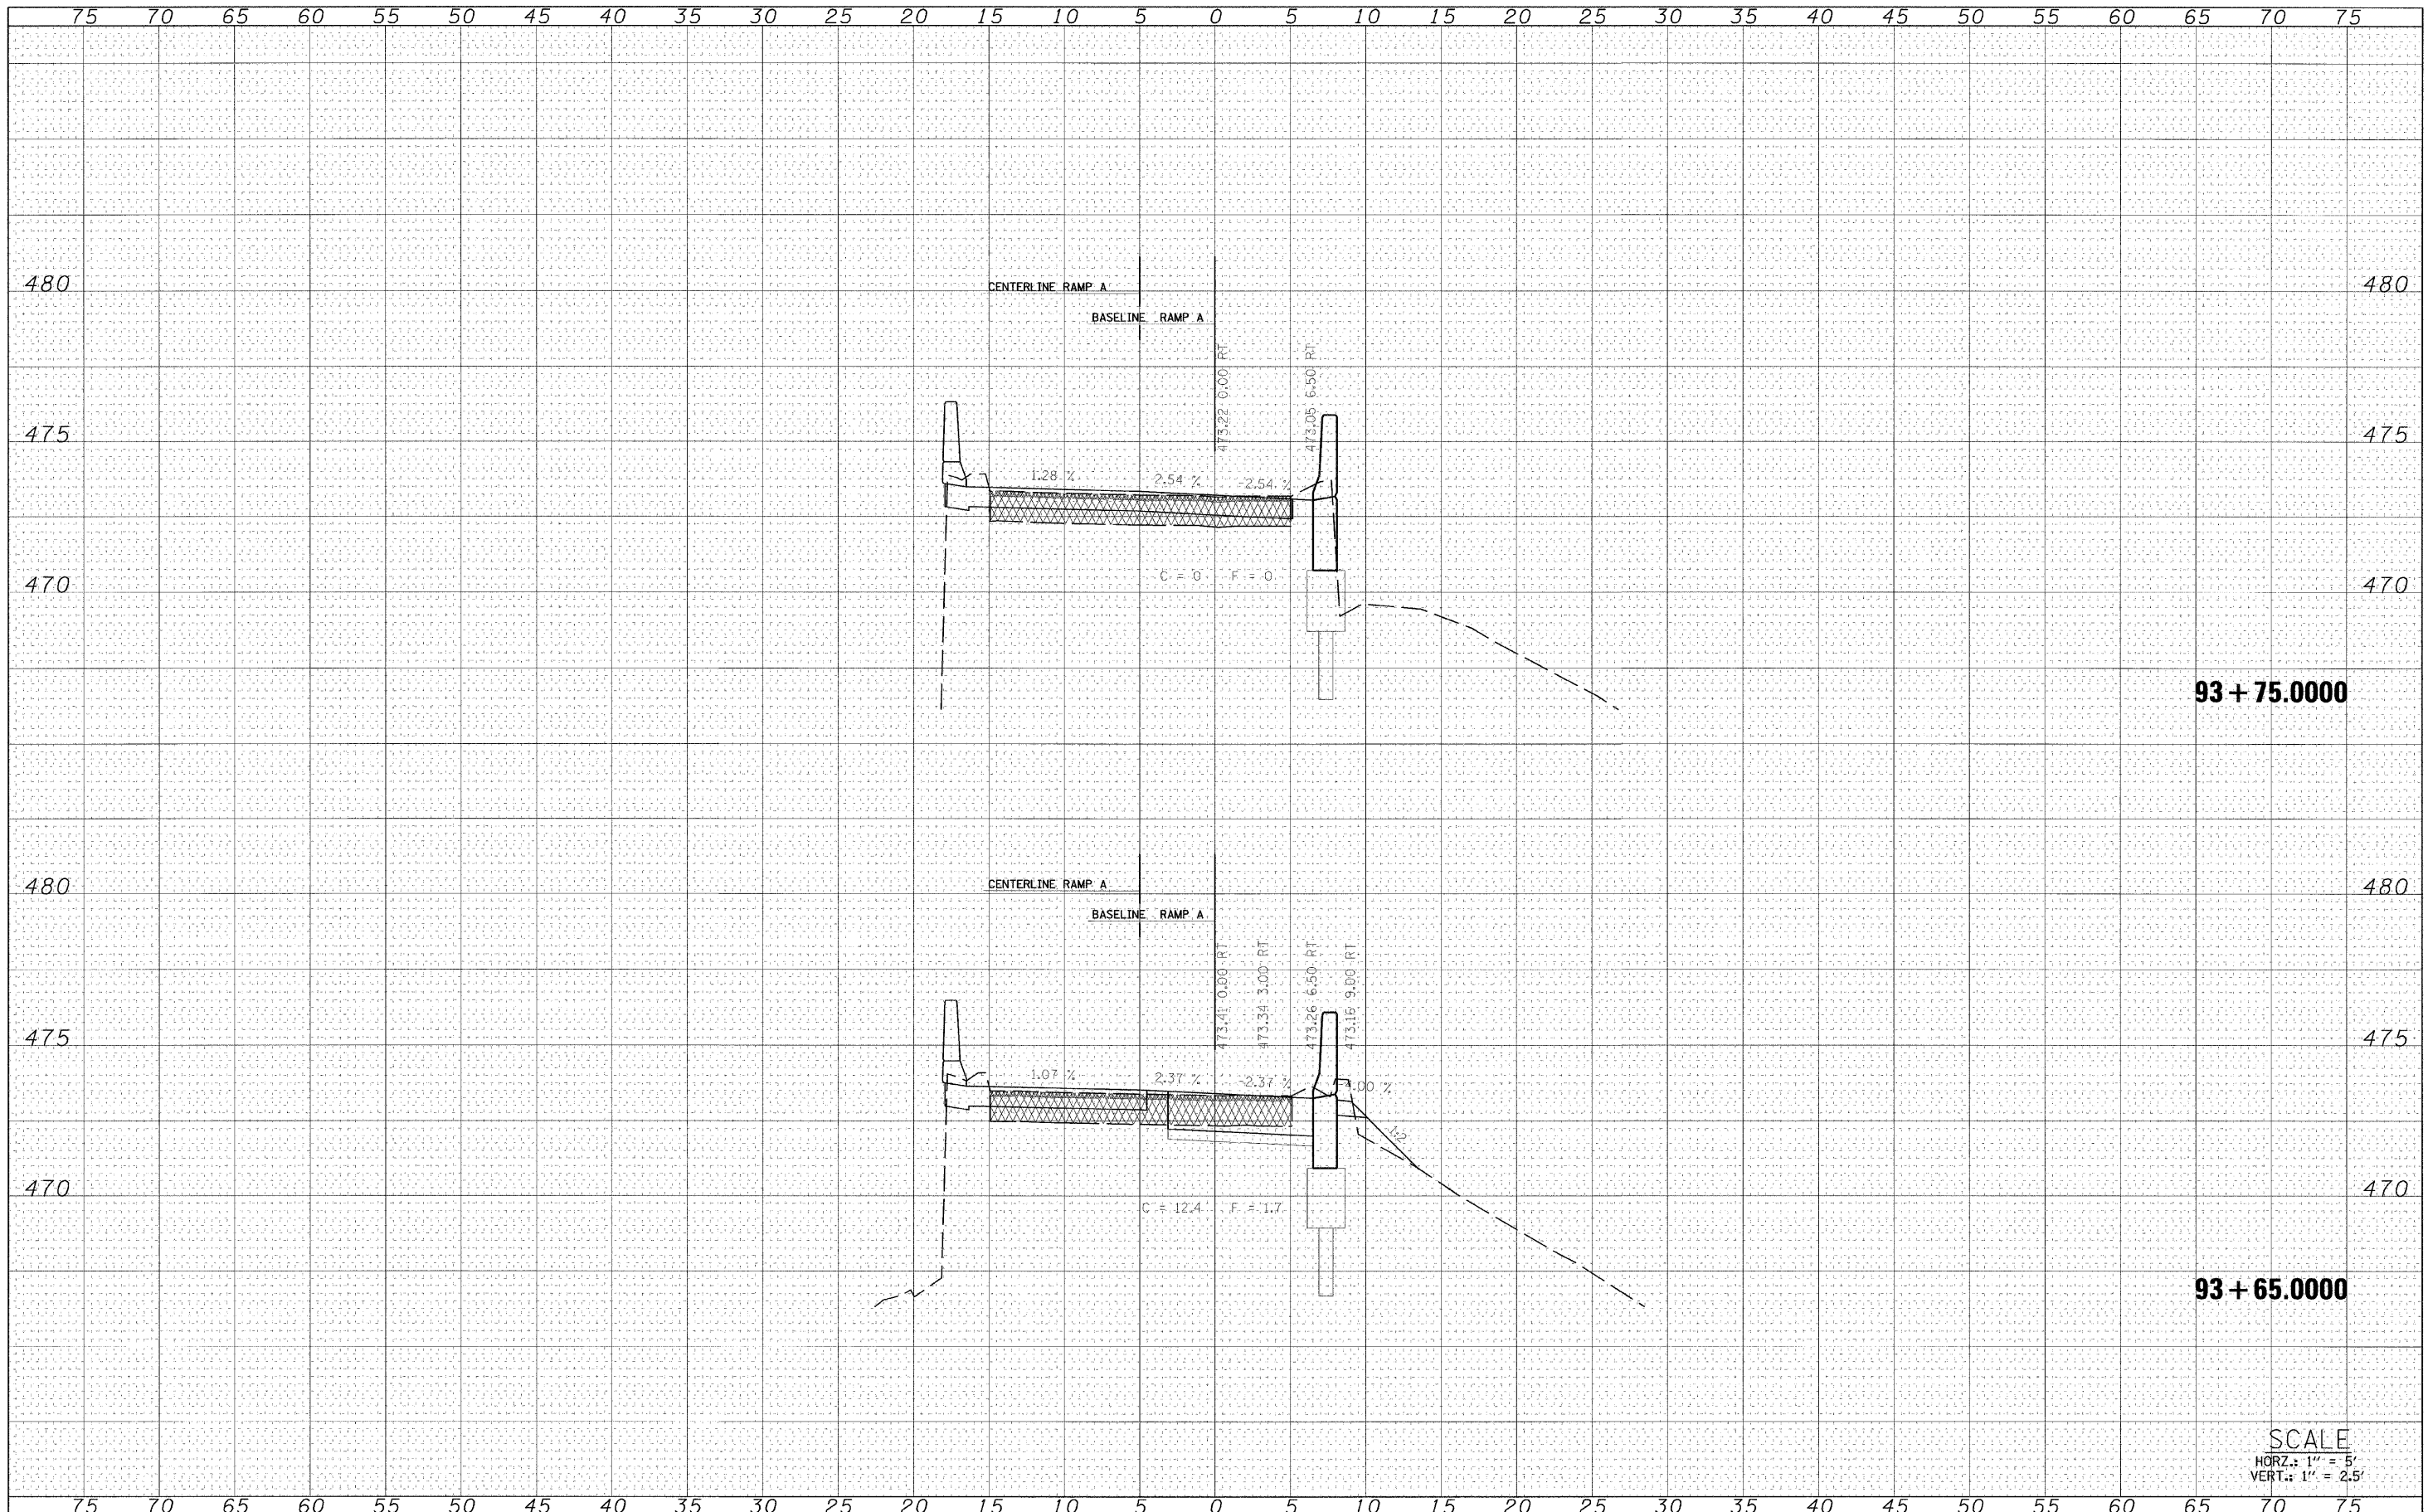 75 70 65 60 55 50 45 40 35 30 25 20 15 10 5 0 5 10 15 20 25 30 35 40 45 50 55 60 65 70 75
480 480
CENTERLINE RAMP A
BASELINE RAMP A
473.22 0.00 RT
473.05 6.50 RT
475 475
1.28 %
2.54 %
-2.54 %
470 470
C = 0 F = 0
93 + 75.0000
480 480
CENTERLINE RAMP A
BASELINE RAMP A
473.41 0.00 RT
473.34 3.00 RT
473.26 6.50 RT
473.16 9.00 RT
475 475
1.07 %
2.37 %
-2.37 %
-4.00 %
1:2
470 470
C = 12.4 F = 1.7
93 + 65.0000
SCALE
HORZ.: 1" = 5'
VERT.: 1" = 2.5'
75 70 65 60 55 50 45 40 35 30 25 20 15 10 5 0 5 10 15 20 25 30 35 40 45 50 55 60 65 70 75